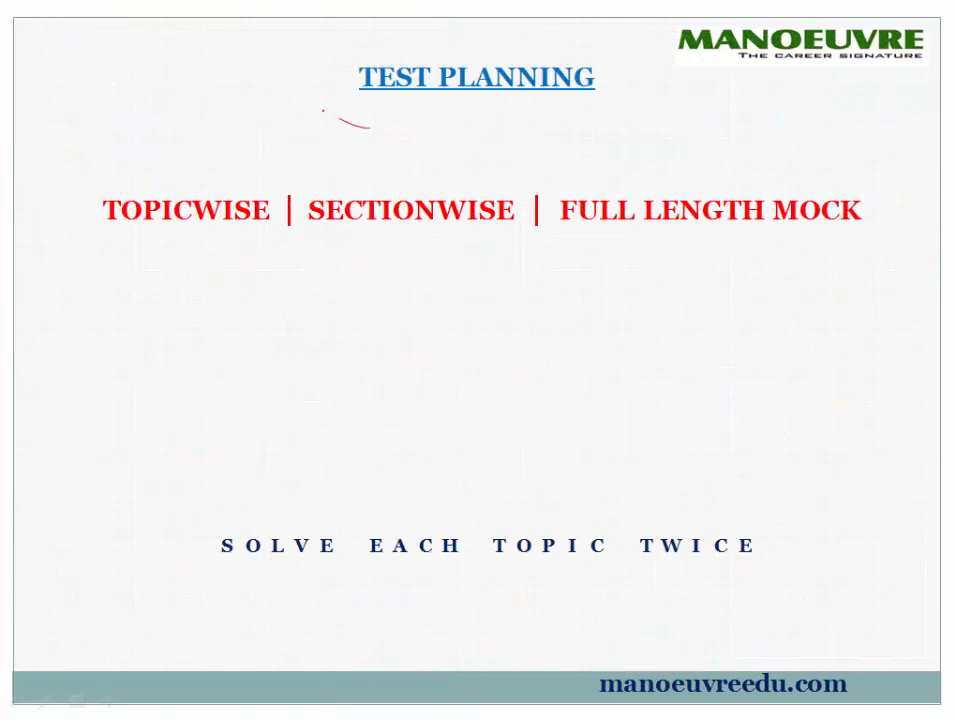 MANOEUVRE
THE CAREER SIGNATURE
TEST PLANNING
TOPICWISE | SECTIONWISE | FULL LENGTH MOCK
SOLVE EACH TOPIC TWICE
manoeuvreedu.com